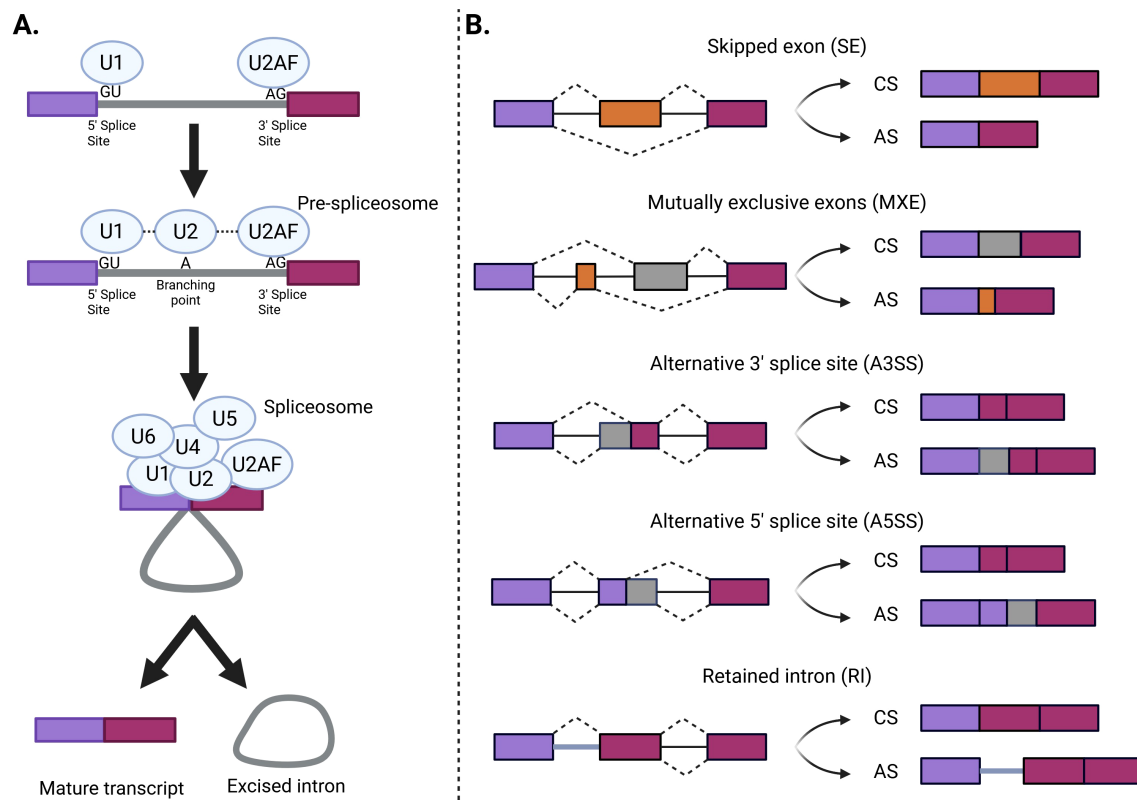 A.
U1
U2AF
GU
AG
5' Splice
Site
3' Splice
Site
Pre-spliceosome
U1
U2
U2AF
GU
A
AG
5' Splice
Site
Branching
point
3' Splice
Site
Spliceosome
U5
U6
U4
U2AF
U1
U2
Mature transcript
Excised intron
B.
Skipped exon (SE)
CS
AS
Mutually exclusive exons (MXE)
CS
AS
Alternative 3' splice site (A3SS)
CS
AS
Alternative 5' splice site (A5SS)
CS
AS
Retained intron (RI)
CS
AS